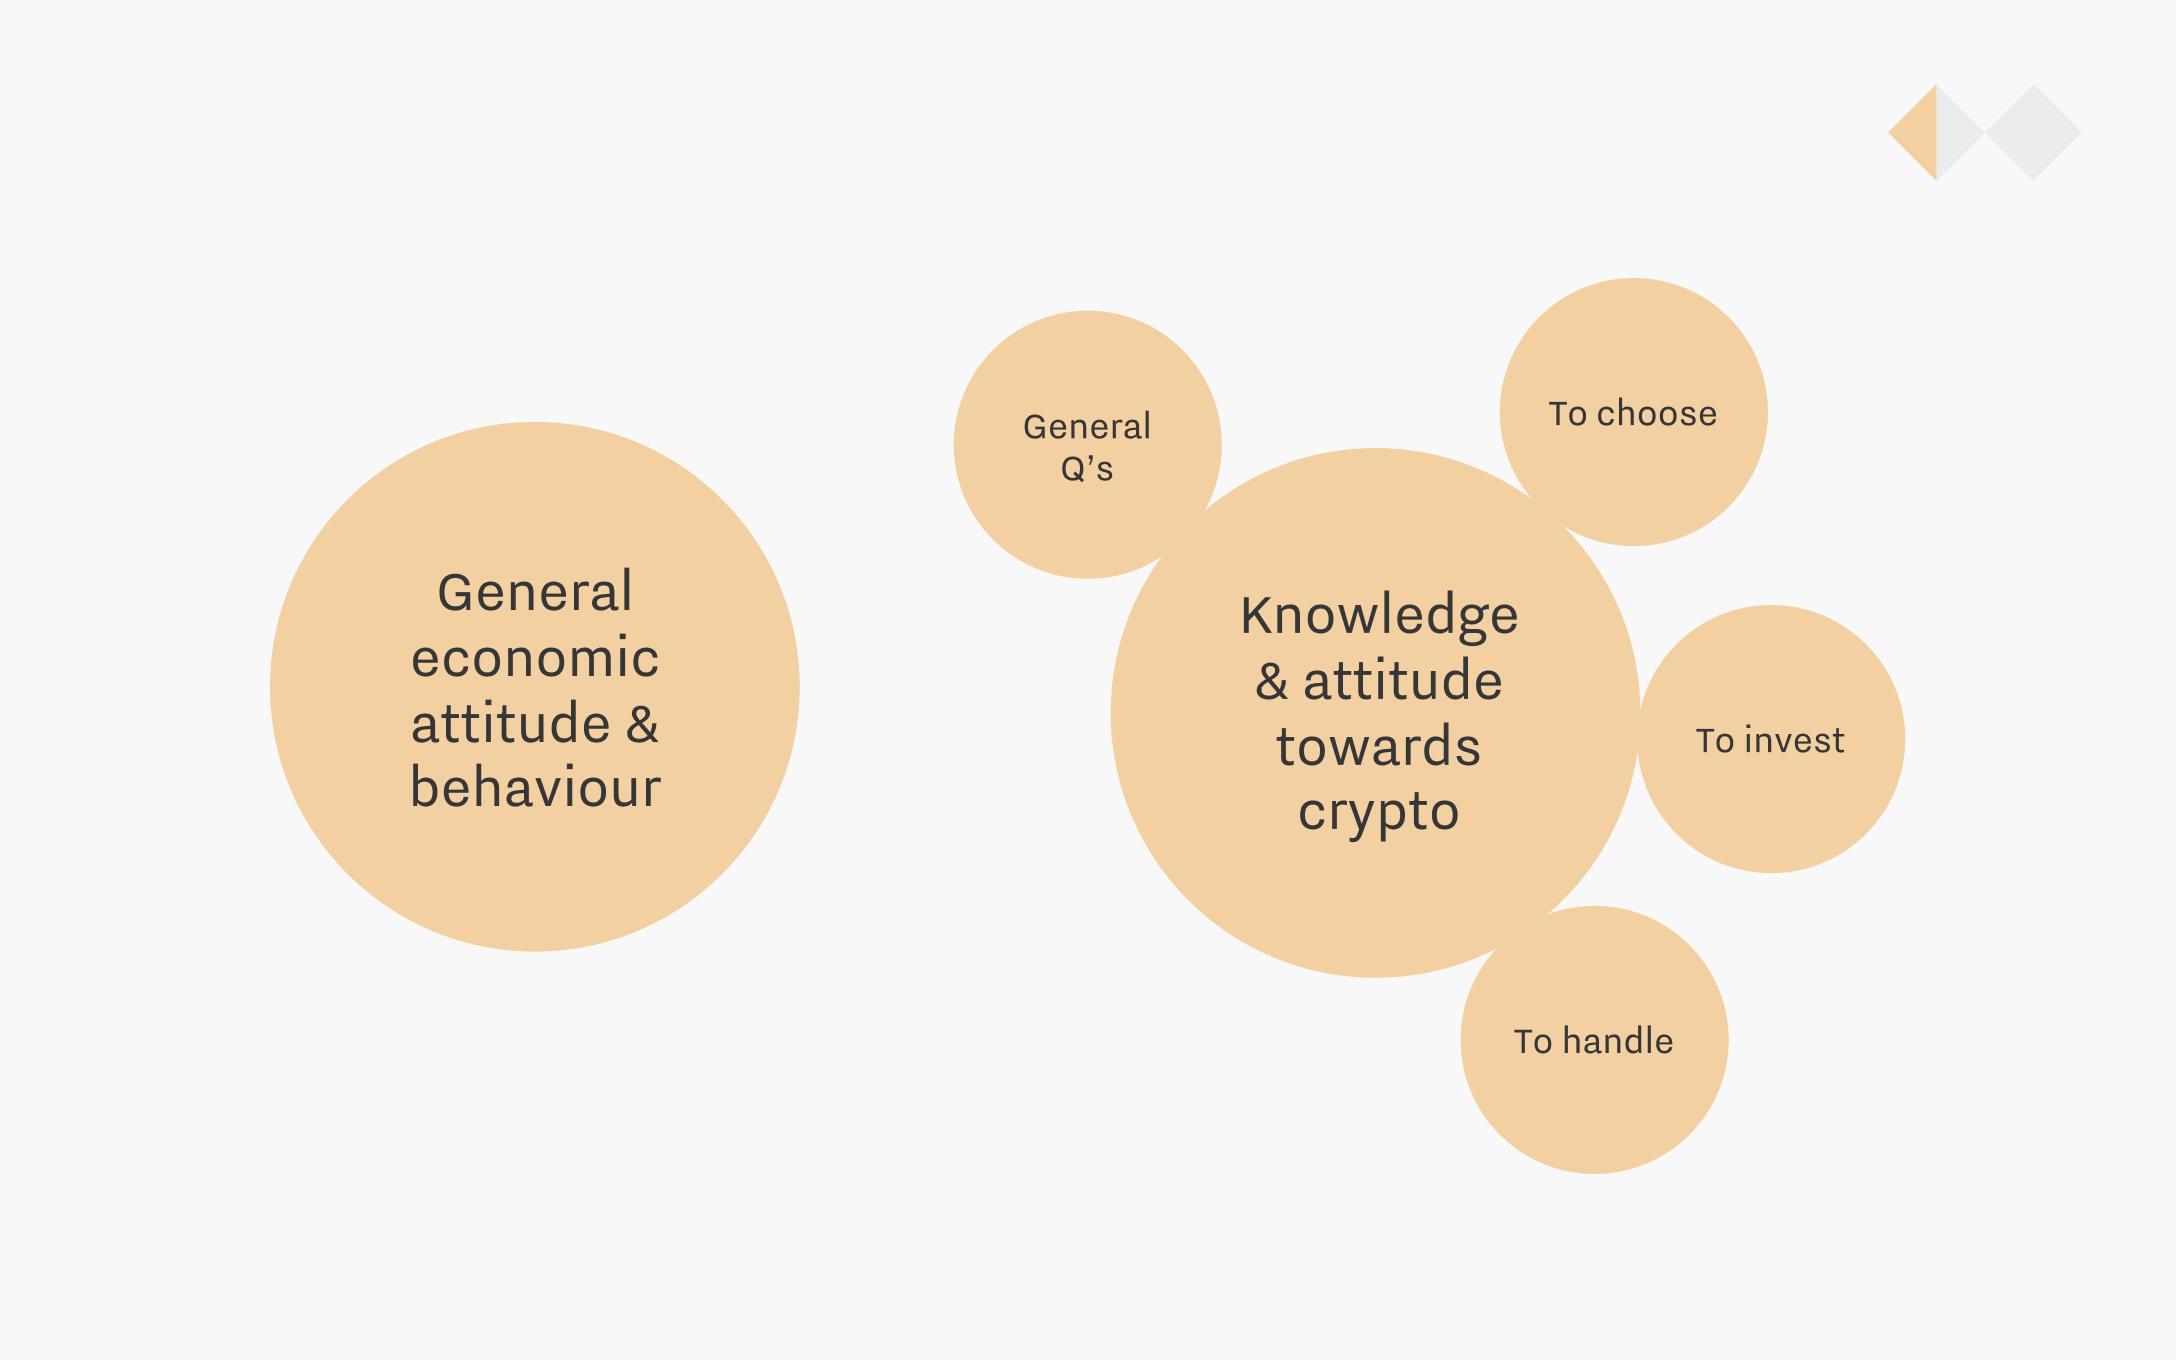 General
economic
attitude &
behaviour
General
Q’s
Knowledge
& attitude
towards
crypto
To choose
To invest
To handle